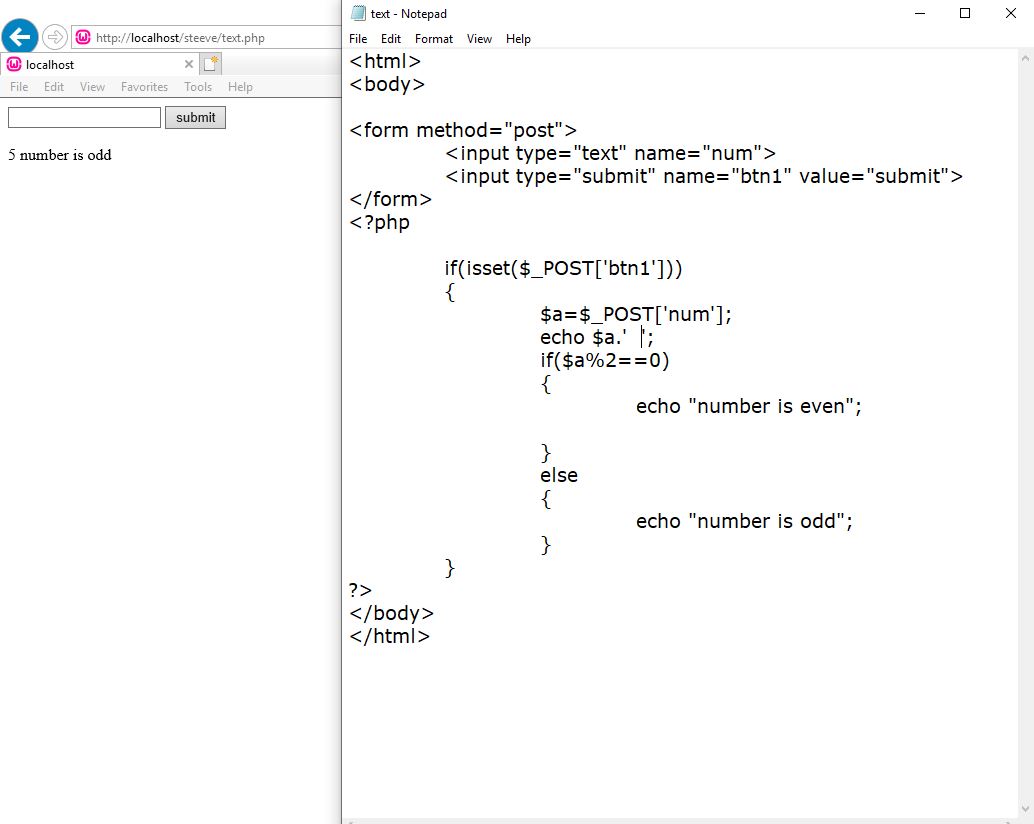 http://localhost/steeve/text.php
localhost
File Edit View Favorites Tools Help
submit
5 number is odd
text - Notepad
File Edit Format View Help
<html>
<body>
<form method="post">
<input type="text" name="num">
<input type="submit" name="btn1" value="submit">
</form>
<?php
if(isset($_POST['btn1']))
{
$a=$_POST['num'];
echo $a.'  ';
if($a%2==0)
{
echo "number is even";
}
else
{
echo "number is odd";
}
}
?>
</body>
</html>